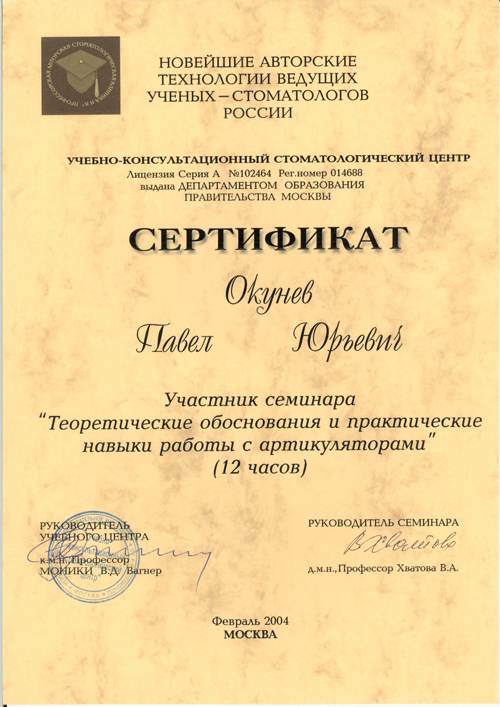 НОВЕЙШИЕ АВТОРСКИЕ
ТЕХНОЛОГИИ ВЕДУЩИХ
УЧЕНЫХ–СТОМАТОЛОГОВ
РОССИИ
УЧЕБНО-КОНСУЛЬТАЦИОННЫЙ СТОМАТОЛОГИЧЕСКИЙ ЦЕНТР
Лицензия Серия А №102464 Рег.номер 014688
выдана ДЕПАРТАМЕНТОМ ОБРАЗОВАНИЯ
ПРАВИТЕЛЬСТВА МОСКВЫ
СЕРТИФИКАТ
Окунев
Павел Юрьевич
Участник семинара
"Теоретические обоснования и практические
навыки работы с артикуляторами"
(12 часов)
РУКОВОДИТЕЛЬ
УЧЕБНОГО ЦЕНТРА
к.м.н.,Профессор
МОНИКИ В.Д. Вагнер
РУКОВОДИТЕЛЬ СЕМИНАРА
д.м.н.,Профессор Хватова В.А.
Февраль 2004
МОСКВА